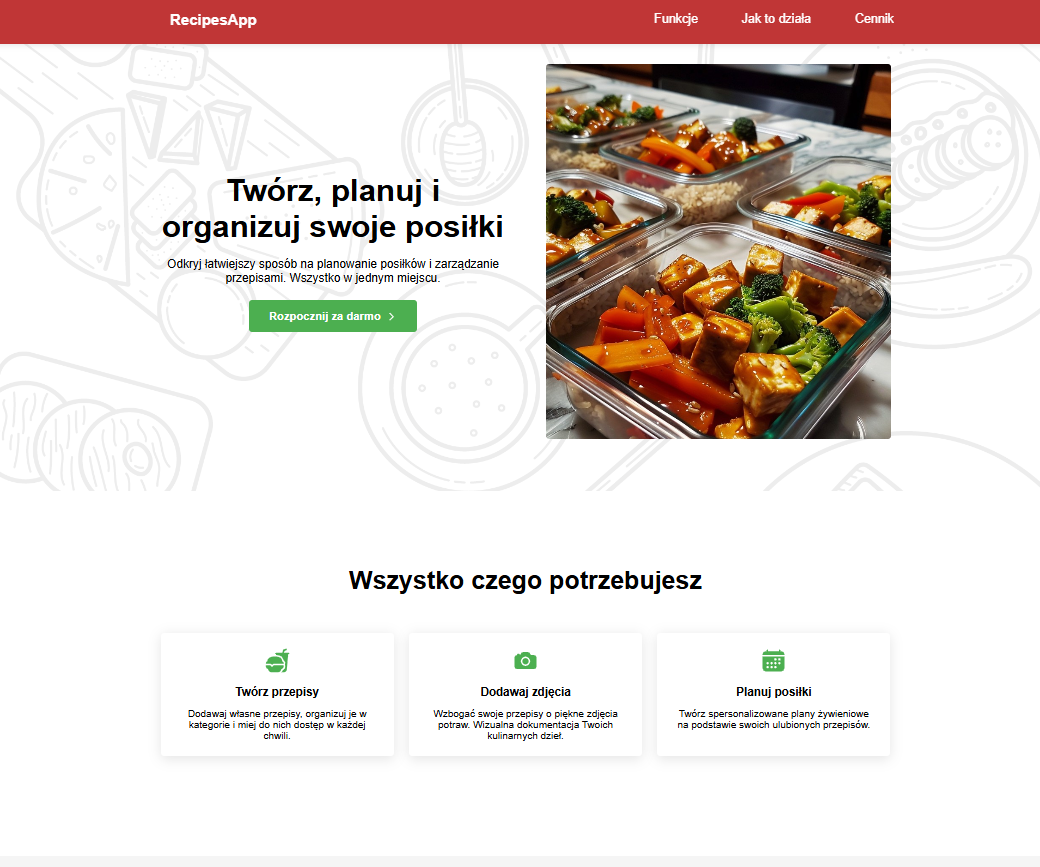 RecipesApp
Funkcje
Jak to działa
Cennik
Twórz, planuj i
organizuj swoje posiłki
Odkryj łatwiejszy sposób na planowanie posiłków i zarządzanie
przepisami. Wszystko w jednym miejscu.
Rozpocznij za darmo
Wszystko czego potrzebujesz
Twórz przepisy
Dodawaj własne przepisy, organizuj je w
kategorie i miej do nich dostęp w każdej
chwili.
Dodawaj zdjęcia
Wzbogać swoje przepisy o piękne zdjęcia
potraw. Wizualna dokumentacja Twoich
kulinarnych dzieł.
Planuj posiłki
Twórz spersonalizowane plany żywieniowe
na podstawie swoich ulubionych przepisów.